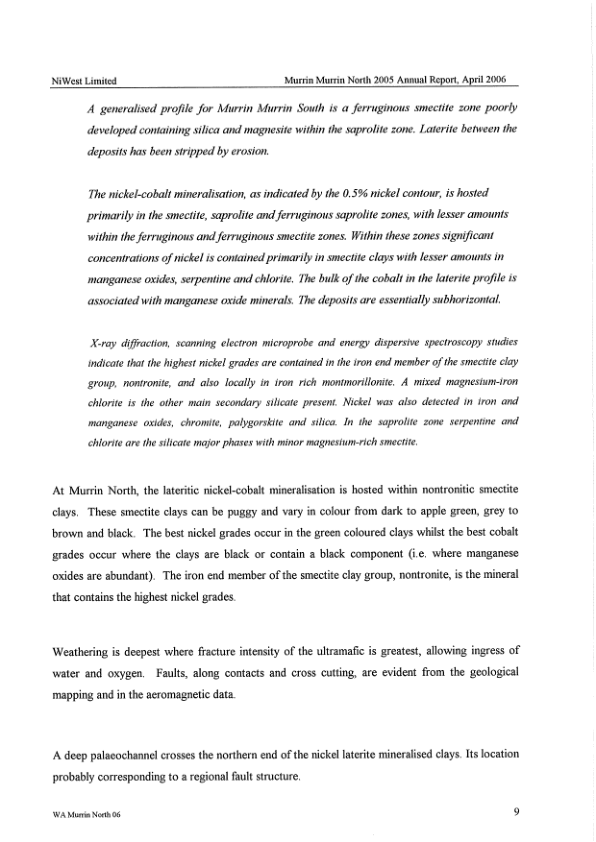 NiWest Limited Murrin Murrin North 2005 Annual Report, April 2006
A generalised profile for Murrin Murrin South is a ferruginous smectite zone poorly
developed containing silica and magnesite within the saprolite zone. Laterite between the
deposits has been stripped by erosion.
The nickel-cobalt mineralisation, as indicated by the 0.5% nickel contour, is hosted
primarily in the smectite, saprolite and ferruginous saprolite zones, with lesser amounts
within the ferruginous and ferruginous smectite zones. Within these zones significant
concentrations of nickel is contained primarily in smectite clays with lesser amounts in
manganese oxides, serpentine and chlorite. The bulk of the cobalt in the laterite profile is
associated with manganese oxide minerals. The deposits are essentially subhorizontal.
X-ray diffraction, scanning electron microprobe and energy dispersive spectroscopy studies
indicate that the highest nickel grades are contained in the iron end member of the smectite clay
group, nontronite, and also locally in iron rich montmorillonite. A mixed magnesium-iron
chlorite is the other main secondary silicate present. Nickel was also detected in iron and
manganese oxides, chromite, palygorskite and silica. In the saprolite zone serpentine and
chlorite are the silicate major phases with minor magnesium-rich smectite.
At Murrin North, the lateritic nickel-cobalt mineralisation is hosted within nontronitic smectite
clays. These smectite clays can be puggy and vary in colour from dark to apple green, grey to
brown and black. The best nickel grades occur in the green coloured clays whilst the best cobalt
grades occur where the clays are black or contain a black component (i.e. where manganese
oxides are abundant). The iron end member of the smectite clay group, nontronite, is the mineral
that contains the highest nickel grades.
Weathering is deepest where fracture intensity of the ultramafic is greatest, allowing ingress of
water and oxygen. Faults, along contacts and cross cutting, are evident from the geological
mapping and in the aeromagnetic data.
A deep palaeochannel crosses the northern end of the nickel laterite mineralised clays. Its location
probably corresponding to a regional fault structure.
WA Murrin North 06 9